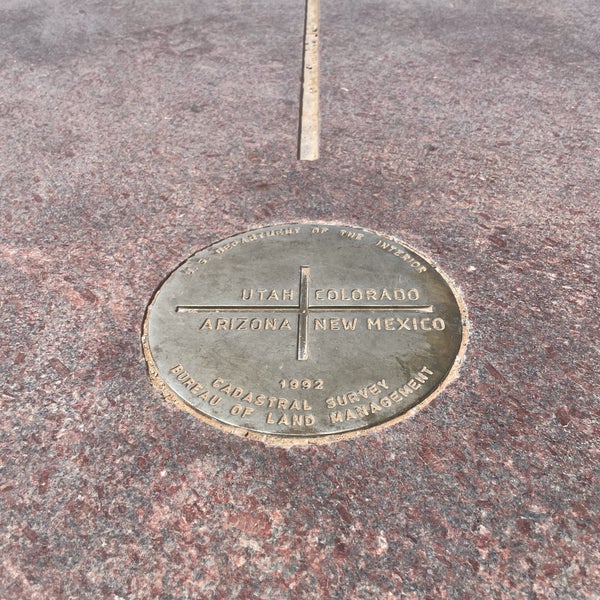 U.S. DEPARTMENT OF THE INTERIOR
UTAH COLORADO
ARIZONA NEW MEXICO
1992
CADASTRAL SURVEY
BUREAU OF LAND MANAGEMENT